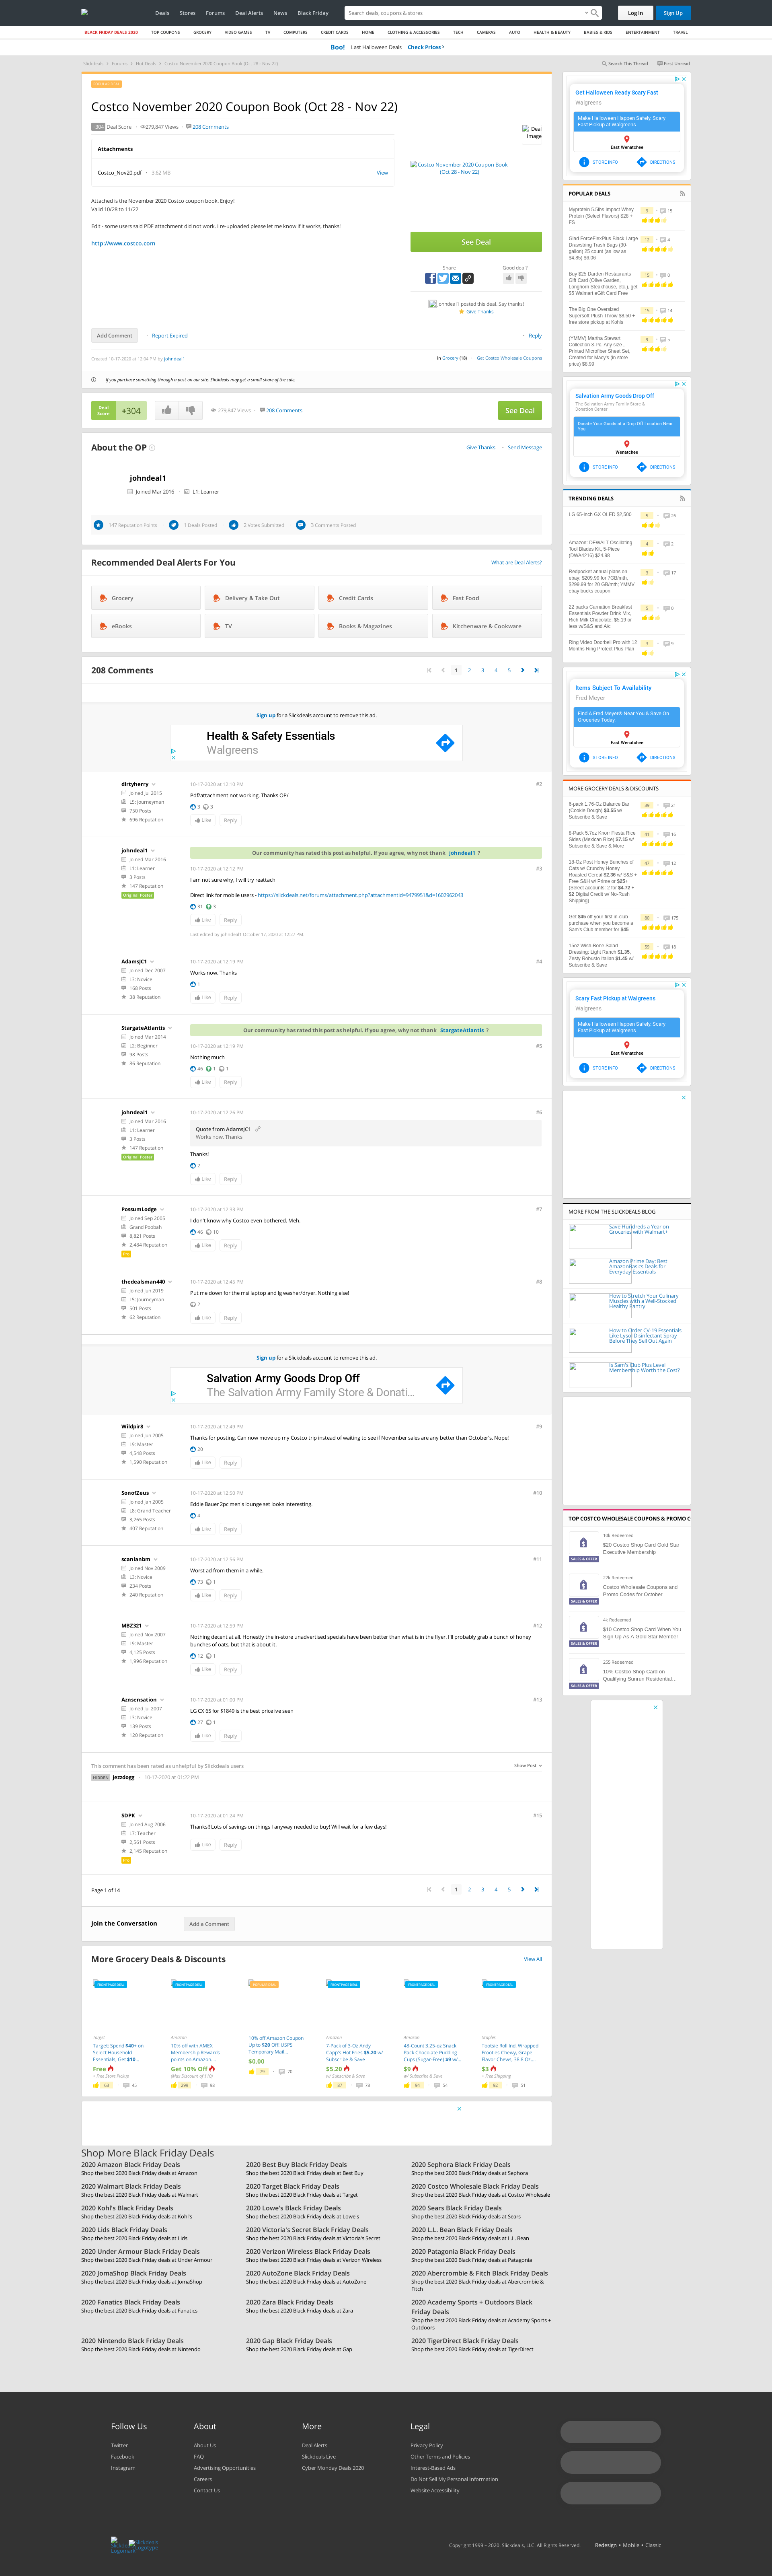 Deals Stores Forums Deal Alerts News Black Friday
Search deals, coupons & stores
Log In
Sign Up
BLACK FRIDAY DEALS 2020 TOP COUPONS GROCERY VIDEO GAMES TV COMPUTERS CREDIT CARDS HOME CLOTHING & ACCESSORIES TECH CAMERAS AUTO HEALTH & BEAUTY BABIES & KIDS ENTERTAINMENT TRAVEL
Boo! Last Halloween Deals Check Prices
Slickdeals > Forums > Hot Deals > Costco November 2020 Coupon Book (Oct 28 - Nov 22)
Search This Thread First Unread
Costco November 2020 Coupon Book (Oct 28 - Nov 22)
+304 Deal Score 279,847 Views 208 Comments
Attachments
Costco_Nov20.pdf 3.62 MB View
Attached is the November 2020 Costco coupon book. Enjoy!
Valid 10/28 to 11/22
Edit - some users said PDF attachment did not work. I re-uploaded please let me know if it works, thanks!
http://www.costco.com
Deal Image
Costco November 2020 Coupon Book (Oct 28 - Nov 22)
See Deal
Share
Good deal?
johndeal1 posted this deal. Say thanks!
Give Thanks
Add Comment Report Expired
Reply
Created 10-17-2020 at 12:04 PM by johndeal1
in Grocery (18) Get Costco Wholesale Coupons
If you purchase something through a post on our site, Slickdeals may get a small share of the sale.
Deal Score +304 279,847 Views 208 Comments See Deal
About the OP
Give Thanks Send Message
johndeal1
Joined Mar 2016 L1: Learner
147 Reputation Points 1 Deals Posted 2 Votes Submitted 3 Comments Posted
Recommended Deal Alerts For You
What are Deal Alerts?
Grocery Delivery & Take Out Credit Cards Fast Food
eBooks TV Books & Magazines Kitchenware & Cookware
208 Comments
1 2 3 4 5
Sign up for a Slickdeals account to remove this ad.
Health & Safety Essentials
Walgreens
dirtyherry
Joined Jul 2015
L5: Journeyman
750 Posts
696 Reputation
10-17-2020 at 12:10 PM #2
Pdf/attachment not working. Thanks OP/
3 3
Like Reply
johndeal1
Joined Mar 2016
L1: Learner
3 Posts
147 Reputation
Original Poster
Our community has rated this post as helpful. If you agree, why not thank johndeal1 ?
10-17-2020 at 12:12 PM #3
I am not sure why, I will try reattach
Direct link for mobile users - https://slickdeals.net/forums/attachment.php?attachmentid=9479951&d=1602962043
31 3
Like Reply
Last edited by johndeal1 October 17, 2020 at 12:27 PM
AdamsJC1
Joined Dec 2007
L3: Novice
168 Posts
38 Reputation
10-17-2020 at 12:19 PM #4
Works now. Thanks
1
Like Reply
StargateAtlantis
Joined Mar 2014
L2: Beginner
98 Posts
86 Reputation
Our community has rated this post as helpful. If you agree, why not thank StargateAtlantis ?
10-17-2020 at 12:19 PM #5
Nothing much
46 1 1
Like Reply
johndeal1
Joined Mar 2016
L1: Learner
3 Posts
147 Reputation
Original Poster
10-17-2020 at 12:26 PM #6
Quote from AdamsJC1
Works now. Thanks
Thanks!
2
Like Reply
PossumLodge
Joined Sep 2005
Grand Poobah
8,821 Posts
2,484 Reputation
Pro
10-17-2020 at 12:33 PM #7
I don't know why Costco even bothered. Meh.
46 10
Like Reply
thedealsman440
Joined Jun 2019
L5: Journeyman
501 Posts
62 Reputation
10-17-2020 at 12:45 PM #8
Put me down for the msi laptop and lg washer/dryer. Nothing else!
2
Like Reply
Sign up for a Slickdeals account to remove this ad.
Salvation Army Goods Drop Off
The Salvation Army Family Store & Donati...
Wildpir8
Joined Jun 2005
L9: Master
4,548 Posts
1,590 Reputation
10-17-2020 at 12:49 PM #9
Thanks for posting. Can now move up my Costco trip instead of waiting to see if November sales are any better than October's. Nope!
20
Like Reply
SonofZeus
Joined Jan 2005
L8: Grand Teacher
3,265 Posts
407 Reputation
10-17-2020 at 12:50 PM #10
Eddie Bauer 2pc men's lounge set looks interesting.
4
Like Reply
scanlanbm
Joined Nov 2009
L3: Novice
234 Posts
240 Reputation
10-17-2020 at 12:56 PM #11
Worst ad from them in a while.
73 1
Like Reply
MBZ321
Joined Nov 2007
L9: Master
4,125 Posts
1,996 Reputation
10-17-2020 at 12:59 PM #12
Nothing decent at all. Honestly the in-store unadvertised specials have been better than what is in the flyer. I'll probably grab a bunch of honey
bunches of oats, but that is about it.
12 1
Like Reply
Aznsensation
Joined Jul 2007
L3: Novice
139 Posts
120 Reputation
10-17-2020 at 01:00 PM #13
LG CX 65 for $1849 is the best price ive seen
27 1
Like Reply
This comment has been rated as unhelpful by Slickdeals users
Show Post
HIDDEN jezzdogg 10-17-2020 at 01:22 PM
SDPK
Joined Aug 2006
L7: Teacher
2,561 Posts
2,145 Reputation
Pro
10-17-2020 at 01:24 PM #15
Thanks!! Lots of savings on things I anyway needed to buy! Will wait for a few days!
Like Reply
Page 1 of 14
1 2 3 4 5
Join the Conversation Add a Comment
More Grocery Deals & Discounts
View All
Target
Target: Spend $40+ on Select Household Essentials, Get $10...
Free
+ Free Store Pickup
63 45
Amazon
10% off with AMEX Membership Rewards points on Amazon...
Get 10% Off
(Max Discount of $10)
200 98
10% off Amazon Coupon Up to $20 Off USPS Temporary Mail...
$0.00
79 70
Amazon
7-Pack of 3-Oz Andy Capp's Hot Fries $5.20 w/ Subscribe & Save
$5.20
w/ Subscribe & Save
87 78
Amazon
48-Count 3.25-oz Snack Pack Chocolate Pudding Cups (Sugar-Free) $9 w/...
$9
w/ Subscribe & Save
94 54
Staples
Tootsie Roll Ind. Wrapped Frooties Chewy, Grape Flavor Chews, 38.8 Oz....
$3
+ Free Shipping
92 51
Shop More Black Friday Deals
2020 Amazon Black Friday Deals
Shop the best 2020 Black Friday deals at Amazon
2020 Best Buy Black Friday Deals
Shop the best 2020 Black Friday deals at Best Buy
2020 Sephora Black Friday Deals
Shop the best 2020 Black Friday deals at Sephora
2020 Walmart Black Friday Deals
Shop the best 2020 Black Friday deals at Walmart
2020 Target Black Friday Deals
Shop the best 2020 Black Friday deals at Target
2020 Costco Wholesale Black Friday Deals
Shop the best 2020 Black Friday deals at Costco Wholesale
2020 Kohl's Black Friday Deals
Shop the best 2020 Black Friday deals at Kohl's
2020 Lowe's Black Friday Deals
Shop the best 2020 Black Friday deals at Lowe's
2020 Sears Black Friday Deals
Shop the best 2020 Black Friday deals at Sears
2020 Lids Black Friday Deals
Shop the best 2020 Black Friday deals at Lids
2020 Victoria's Secret Black Friday Deals
Shop the best 2020 Black Friday deals at Victoria's Secret
2020 L.L. Bean Black Friday Deals
Shop the best 2020 Black Friday deals at L.L. Bean
2020 Under Armour Black Friday Deals
Shop the best 2020 Black Friday deals at Under Armour
2020 Verizon Wireless Black Friday Deals
Shop the best 2020 Black Friday deals at Verizon Wireless
2020 Patagonia Black Friday Deals
Shop the best 2020 Black Friday deals at Patagonia
2020 JomaShop Black Friday Deals
Shop the best 2020 Black Friday deals at JomaShop
2020 AutoZone Black Friday Deals
Shop the best 2020 Black Friday deals at AutoZone
2020 Abercrombie & Fitch Black Friday Deals
Shop the best 2020 Black Friday deals at Abercrombie & Fitch
2020 Fanatics Black Friday Deals
Shop the best 2020 Black Friday deals at Fanatics
2020 Zara Black Friday Deals
Shop the best 2020 Black Friday deals at Zara
2020 Academy Sports + Outdoors Black Friday Deals
Shop the best 2020 Black Friday deals at Academy Sports + Outdoors
2020 Nintendo Black Friday Deals
Shop the best 2020 Black Friday deals at Nintendo
2020 Gap Black Friday Deals
Shop the best 2020 Black Friday deals at Gap
2020 TigerDirect Black Friday Deals
Shop the best 2020 Black Friday deals at TigerDirect
Get Halloween Ready Scary Fast
Walgreens
Make Halloween Happen Safely. Scary Fast Pickup at Walgreens
East Wenatchee
STORE INFO DIRECTIONS
POPULAR DEALS
Myprotein 5.5lbs Impact Whey Protein (Select Flavors) $29 + FS
9 15
Glad ForceFlexPlus Black Large Drawstring Trash Bags (30-gallon) 25 count (as low as $4.85) $6.06
12 4
Buy $25 Darden Restaurants Gift Card (Olive Garden, Longhorn Steakhouse, etc.), get $5 Walmart eGift Card Free
15 0
The Big One Oversized Supersoft Plush Throw $8.50 + free store pickup at Kohls
15 14
(YMMV) Martha Stewart Collection 3-Pc. Any size , Printed Microfiber Sheet Set, Created for Macy's (in store price) $8.99
9 5
Salvation Army Goods Drop Off
The Salvation Army Family Store & Donation Center
Donate Your Goods at a Drop Off Location Near You
Wenatchee
STORE INFO DIRECTIONS
TRENDING DEALS
LG 65-Inch GX OLED $2,500
5 26
Amazon: DEWALT Oscillating Tool Blades Kit, 5-Piece (DWA4216) $24.98
4 2
Redpocket annual plans on ebay. $209.99 for 7GB/mth, $299.99 for 20 GB/mth; YMMV ebay bucks coupon
3 17
22 packs Carnation Breakfast Essentials Powder Drink Mix, Rich Milk Chocolate: $5.19 or less w/S&S and A/c
5 0
Ring Video Doorbell Pro with 12 Months Ring Protect Plus Plan
3 9
Items Subject To Availability
Fred Meyer
Find A Fred Meyer® Near You & Save On Groceries Today.
East Wenatchee
STORE INFO DIRECTIONS
MORE GROCERY DEALS & DISCOUNTS
6-pack 1.76-Oz Balance Bar (Cookie Dough) $3.55 w/ Subscribe & Save
39 21
8-Pack 5.7oz Knorr Fiesta Rice Sides (Mexican Rice) $7.15 w/ Subscribe & Save & More
41 16
18-Oz Post Honey Bunches of Oats w/ Crunchy Honey Roasted Cereal $2.36 w/ S&S + Free S&H w/ Prime or $25+ (Select accounts: 2 for $4.72 + $2 Digital Credit w/ No-Rush Shipping)
47 12
Get $45 off your first in-club purchase when you become a Sam's Club member for $45
80 175
15oz Wish-Bone Salad Dressing: Light Ranch $1.35, Zesty Robusto Italian $1.45 w/ Subscribe & Save
59 18
Scary Fast Pickup at Walgreens
Walgreens
Make Halloween Happen Safely. Scary Fast Pickup at Walgreens
East Wenatchee
STORE INFO DIRECTIONS
MORE FROM THE SLICKDEALS BLOG
Save Hundreds a Year on Groceries with Walmart+
Amazon Prime Day: Best AmazonBasics Deals for Everyday Essentials
How to Stretch Your Culinary Muscles with a Well-Stocked Healthy Pantry
How to Order CV-19 Essentials Like Lysol Disinfectant Spray Before They Sell Out Again
Is Sam's Club Plus Level Membership Worth the Cost?
TOP COSTCO WHOLESALE COUPONS & PROMO C
10k Redeemed
$20 Costco Shop Card Gold Star Executive Membership
SALES & OFFER
22k Redeemed
Costco Wholesale Coupons and Promo Codes for October
SALES & OFFER
4k Redeemed
$10 Costco Shop Card When You Sign Up As A Gold Star Member
SALES & OFFER
255 Redeemed
10% Costco Shop Card on Qualifying Sunrun Residential...
SALES & OFFER
Follow Us
Twitter
Facebook
Instagram
About
About Us
FAQ
Advertising Opportunities
Careers
Contact Us
More
Deal Alerts
Slickdeals Live
Cyber Monday Deals 2020
Legal
Privacy Policy
Other Terms and Policies
Interest-Based Ads
Do Not Sell My Personal Information
Website Accessibility
Copyright 1999 - 2020. Slickdeals, LLC. All Rights Reserved. Redesign • Mobile • Classic